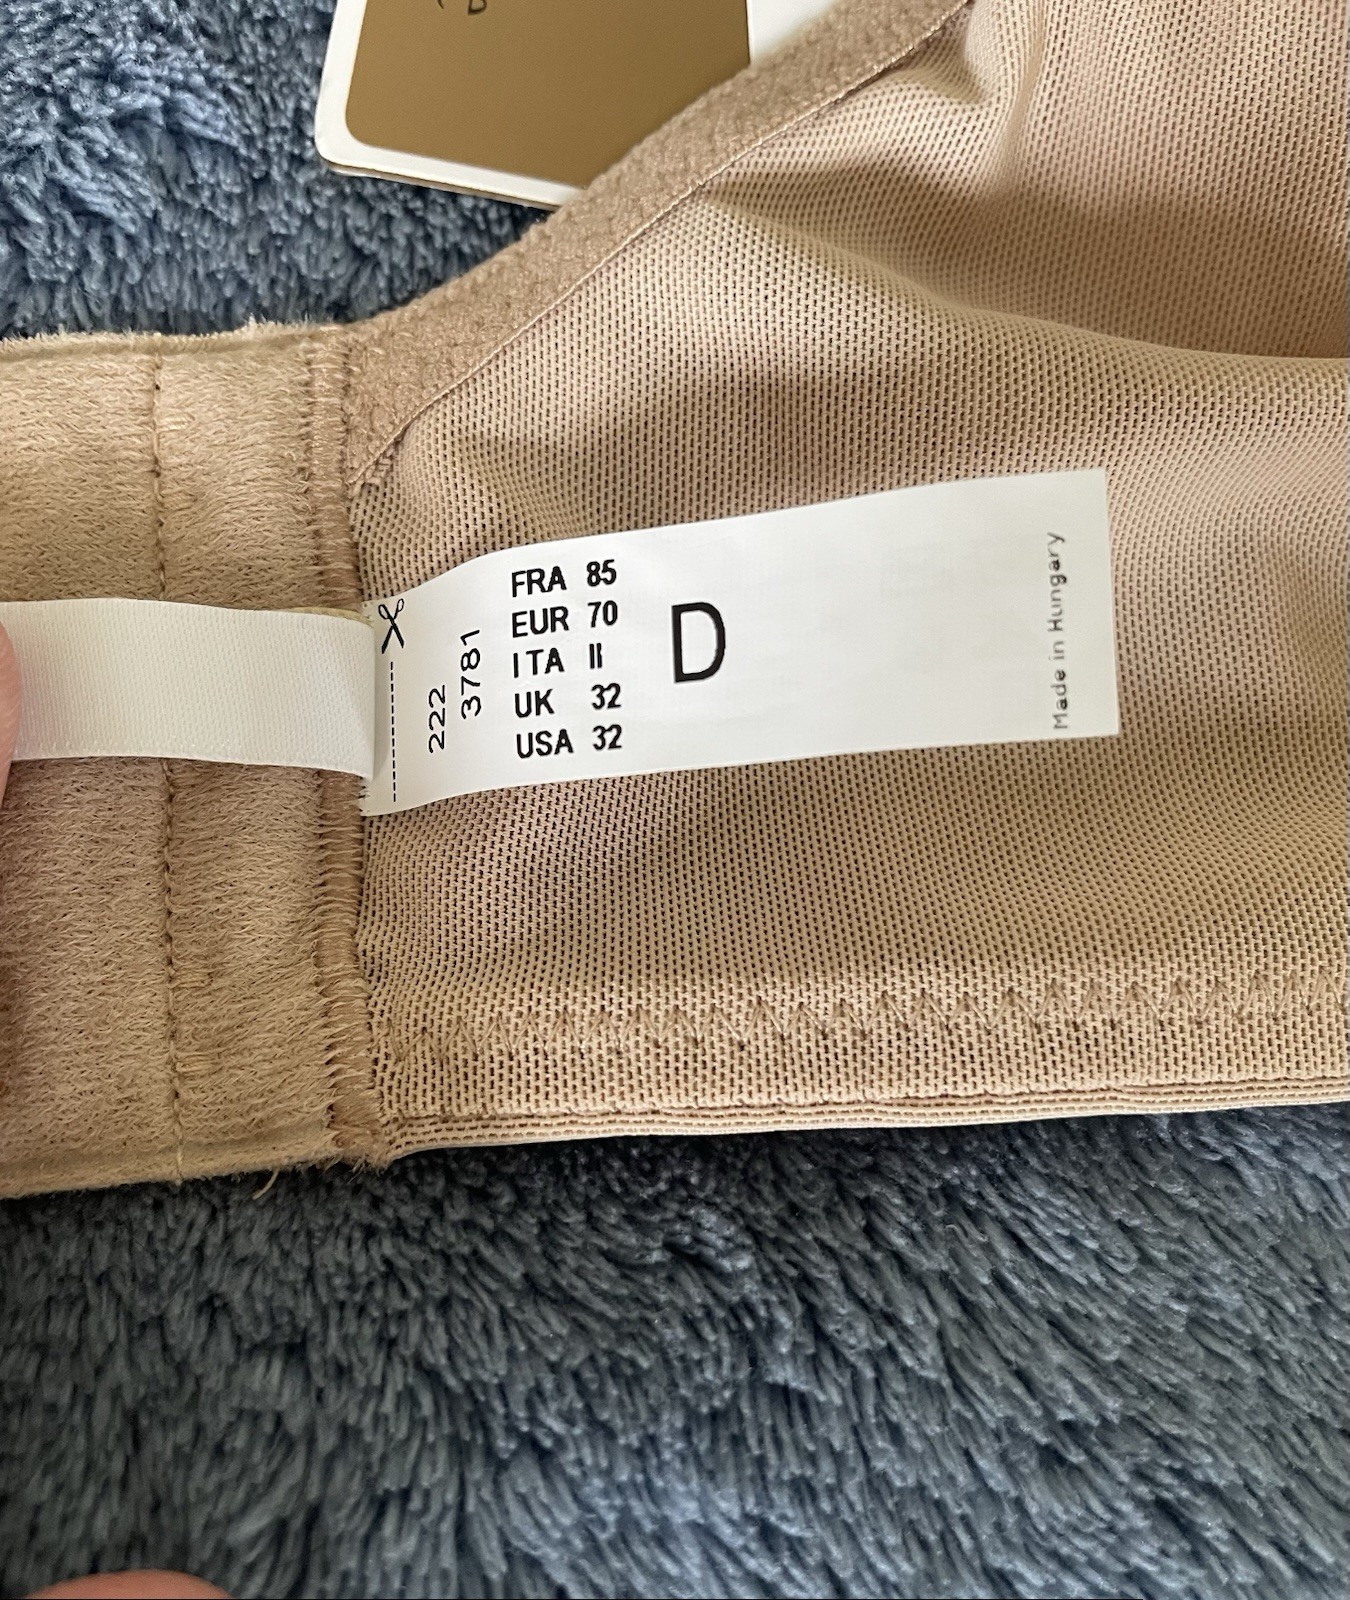 222
3781
FRA 85
EUR 70
ITA II
UK 32
USA 32
D
Made in Hungary